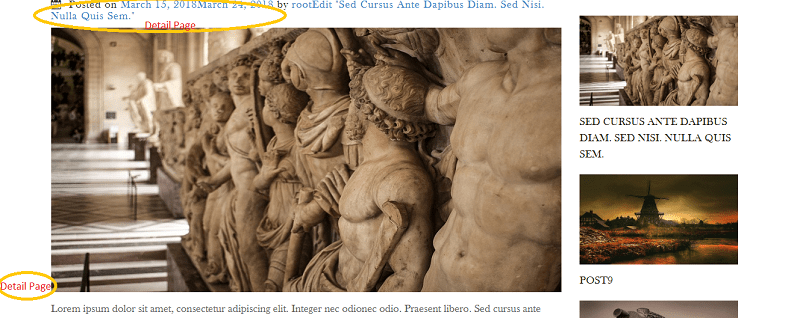 Posted on March 15, 2018March 24, 2018 by rootEdit "Sed Cursus Ante Dapibus Diam. Sed Nisi.
Nulla Quis Sem."
Detail Page
SED CURSUS ANTE DAPIBUS
DIAM. SED NISI. NULLA QUIS
SEM.
POST9
Detail Page
Lorem ipsum dolor sit amet, consectetur adipiscing elit. Integer nec odionec odio. Praesent libero. Sed cursus ante